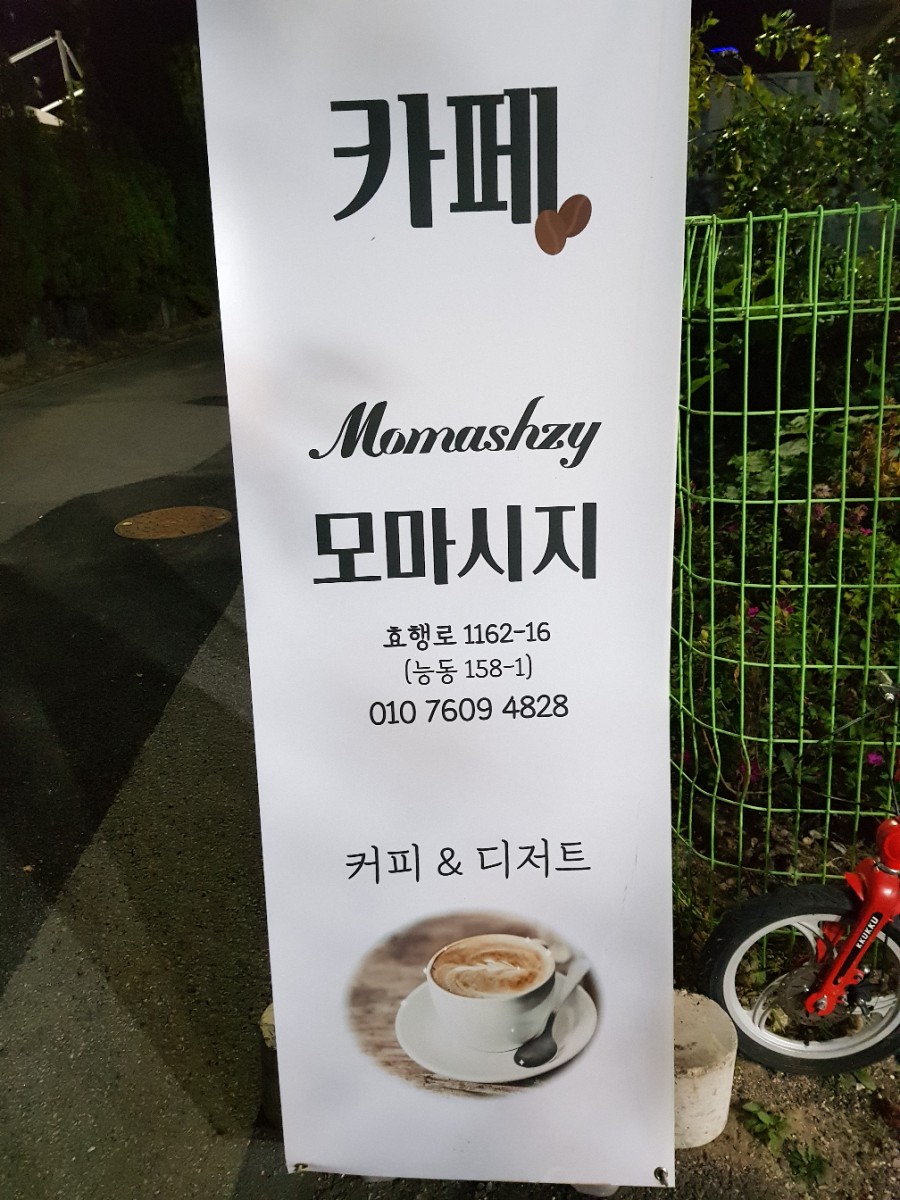 카페
Momashzy
모마시지
효행로 1162-16
(능동 158-1)
010 7609 4828
커피 & 디저트
KKUKKU